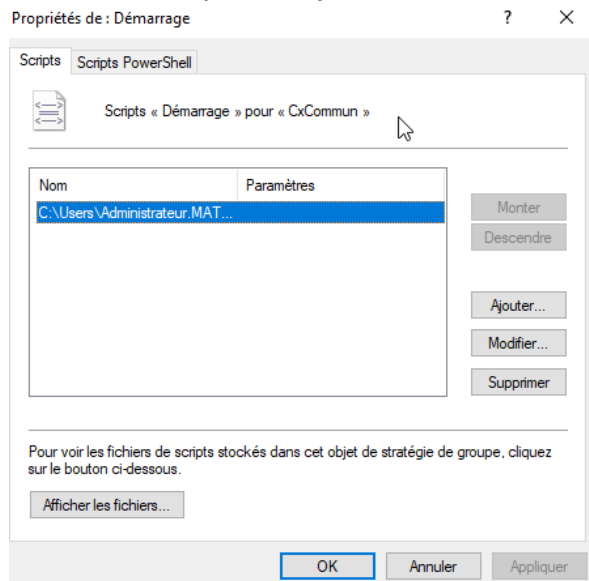 Propriétés de : Démarrage
Scripts
Scripts PowerShell
Scripts « Démarrage » pour « CxCommun »
Nom
Paramètres
C:\Users\Administrateur.MAT...
Monter
Descendre
Ajouter...
Modifier...
Supprimer
Pour voir les fichiers de scripts stockés dans cet objet de stratégie de groupe, cliquez
sur le bouton ci-dessous.
Afficher les fichiers...
OK
Annuler
Appliquer